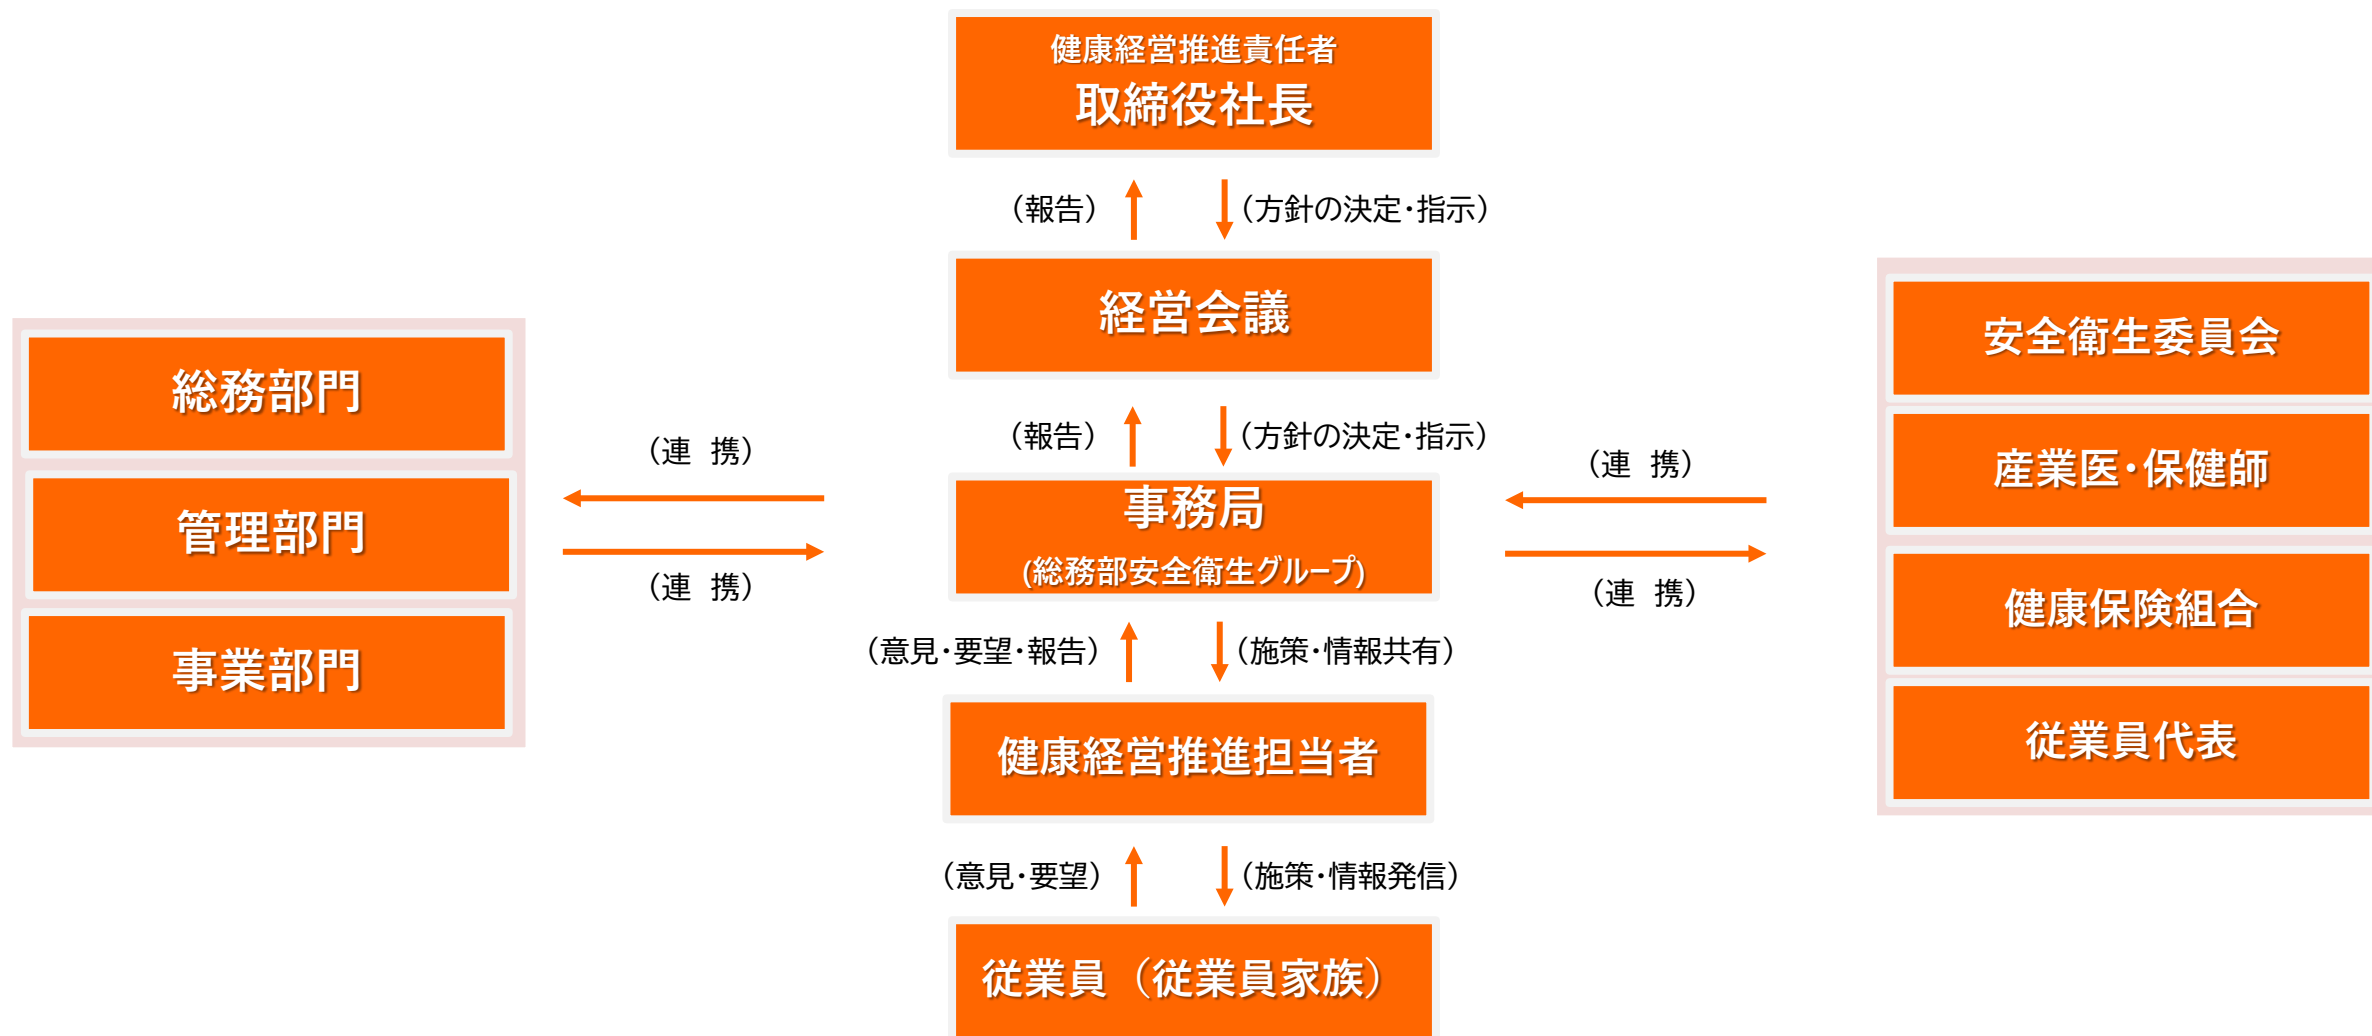 健康経営推進責任者
取締役社長
（報告）
（方針の決定・指示）
経営会議
（報告）
（方針の決定・指示）
総務部門
管理部門
事業部門
（連　携）
（連　携）
事務局
(総務部安全衛生グループ)
（連　携）
（連　携）
安全衛生委員会
産業医・保健師
健康保険組合
従業員代表
（意見・要望・報告）
（施策・情報共有）
健康経営推進担当者
（意見・要望）
（施策・情報発信）
従業員（従業員家族）